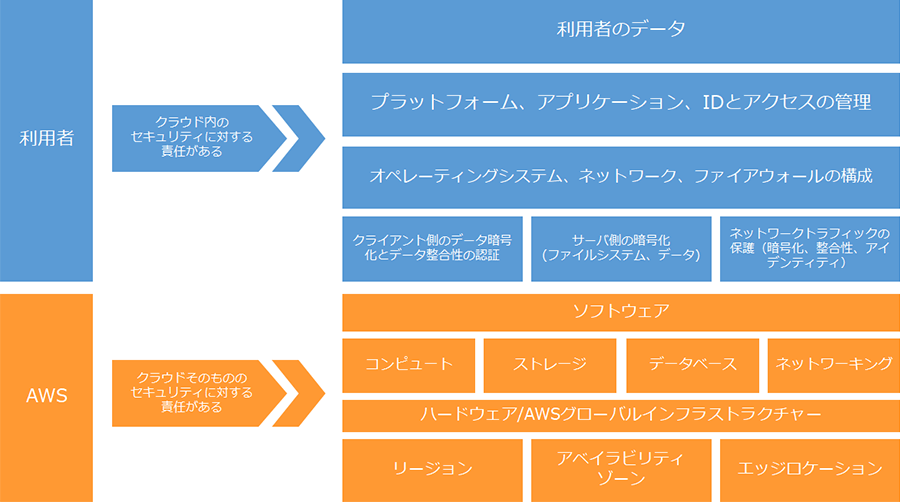 利用者
クラウド内の
セキュリティに対する
責任がある
利用者のデータ
プラットフォーム、アプリケーション、IDとアクセスの管理
オペレーティングシステム、ネットワーク、ファイアウォールの構成
クライアント側のデータ暗号
化とデータ整合性の認証
サーバ側の暗号化
(ファイルシステム、データ)
ネットワークトラフィックの
保護（暗号化、整合性、アイ
デンティティ）
AWS
クラウドそのものの
セキュリティに対する
責任がある
ソフトウェア
コンピュート
ストレージ
データベース
ネットワーキング
ハードウェア/AWSグローバルインフラストラクチャー
リージョン
アベイラビリティ
ゾーン
エッジロケーション